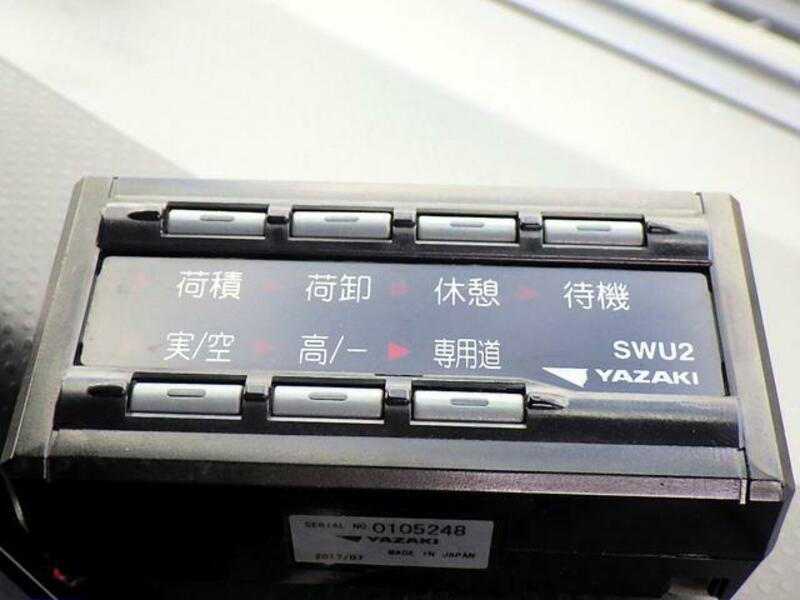 荷積 荷卸 休憩 待機
実/空 高/− 専用道 SWU2
YAZAKI
SERIAL NO. 0105248
YAZAKI
2017/07 MADE IN JAPAN